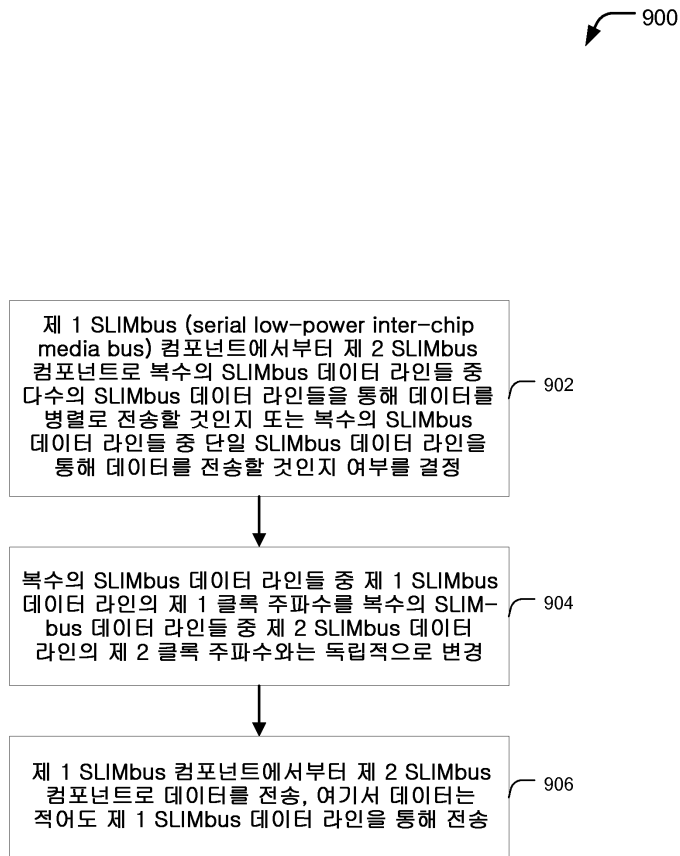 900
제 1 SLIMbus (serial low-power inter-chip
media bus) 컴포넌트에서부터 제 2 SLIMbus
컴포넌트로 복수의 SLIMbus 데이터 라인들 중
다수의 SLIMbus 데이터 라인들을 통해 데이터를
병렬로 전송할 것인지 또는 복수의 SLIMbus
데이터 라인들 중 단일 SLIMbus 데이터 라인을
통해 데이터를 전송할 것인지 여부를 결정
902
복수의 SLIMbus 데이터 라인들 중 제 1 SLIMbus
데이터 라인의 제 1 클록 주파수를 복수의 SLIM-
bus 데이터 라인들 중 제 2 SLIMbus 데이터
라인의 제 2 클록 주파수와는 독립적으로 변경
904
제 1 SLIMbus 컴포넌트에서부터 제 2 SLIMbus
컴포넌트로 데이터를 전송, 여기서 데이터는
적어도 제 1 SLIMbus 데이터 라인을 통해 전송
906